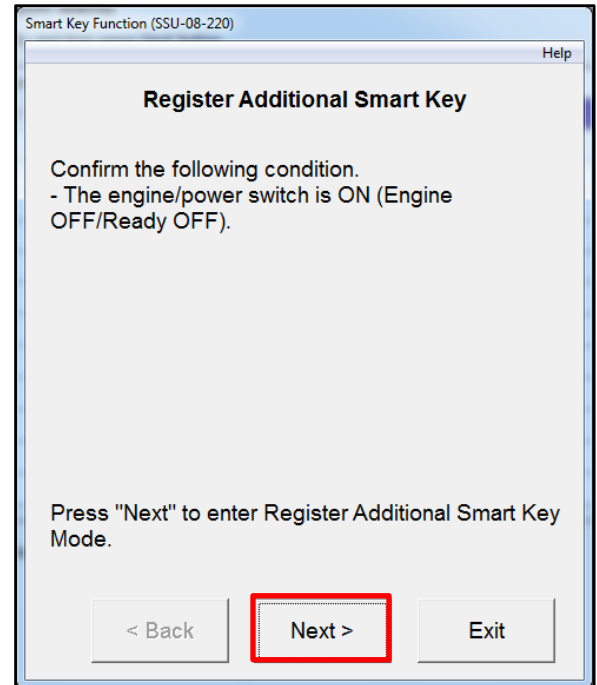 Smart Key Function (SSU-08-220)
Help
Register Additional Smart Key
Confirm the following condition.
- The engine/power switch is ON (Engine
OFF/Ready OFF).
Press "Next" to enter Register Additional Smart Key
Mode.
< Back
Next >
Exit